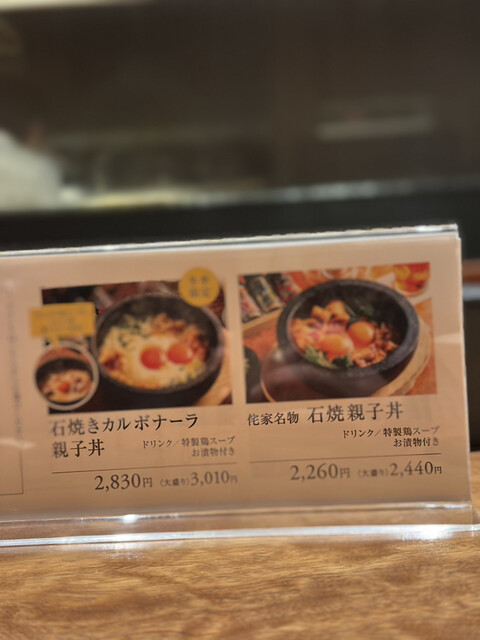 石焼きカルボナーラ
親子丼
ドリンク／特製鶏スープ
お漬物付き
2,830円 〈大盛り〉3,010円
侘家名物 石焼親子丼
ドリンク／特製鶏スープ
お漬物付き
2,260円 〈大盛り〉2,440円